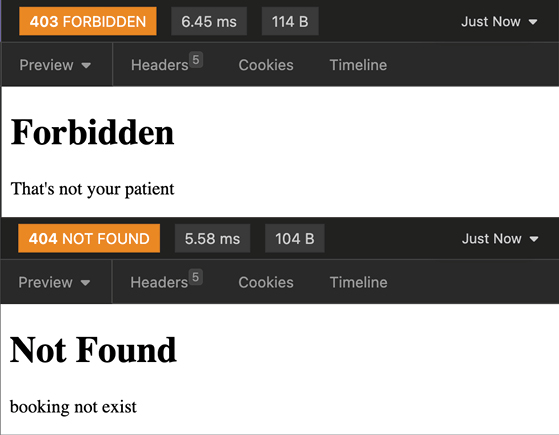 403 FORBIDDEN 6.45 ms 114 B Just Now
Preview Headers 5 Cookies Timeline
Forbidden
That's not your patient
404 NOT FOUND 5.58 ms 104 B Just Now
Preview Headers 5 Cookies Timeline
Not Found
booking not exist